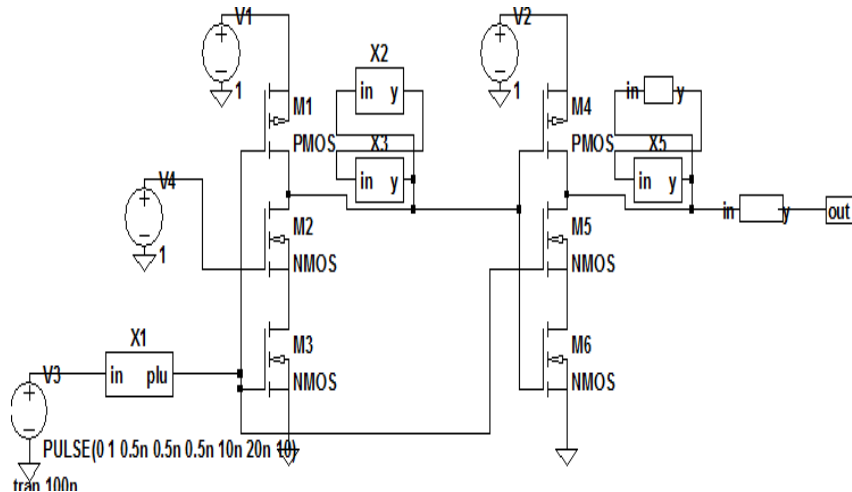 V1
V2
X2
1
1
in y
in y
M1
M4
PMOS
X3
PMOS
X5
V4
in y
in y
M2
M5
in y
out
1
NMOS
NMOS
X1
M3
M6
V3
in plu
NMOS
NMOS
PULSE(0 1 0.5n 0.5n 0.5n 10n 20n 10)
tran 100n